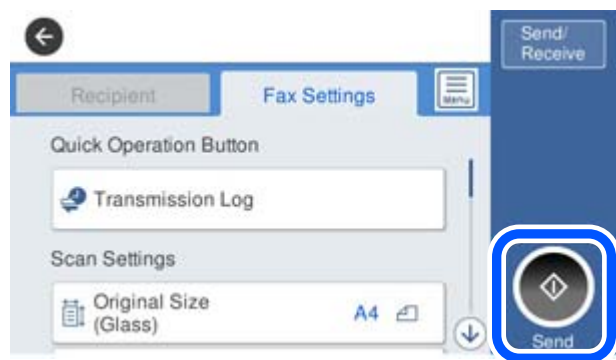 Send/
Receive
Recipient
Fax Settings
Menu
Quick Operation Button
Transmission Log
Scan Settings
Original Size
(Glass)
A4
Send